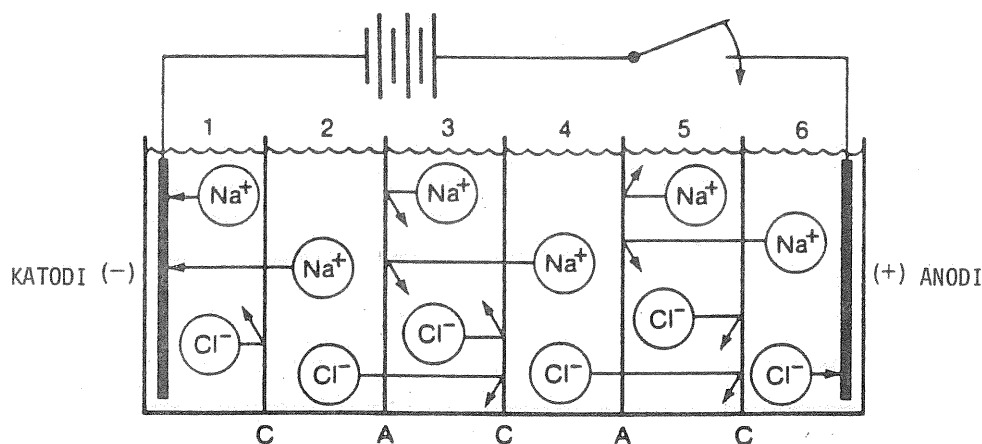 1 2 3 4 5 6
Na⁺ Na⁺ Na⁺
Na⁺ Na⁺ Na⁺
KATODI (-) (+) ANODI
Cl⁻ Cl⁻ Cl⁻
Cl⁻ Cl⁻ Cl⁻
C A C A C